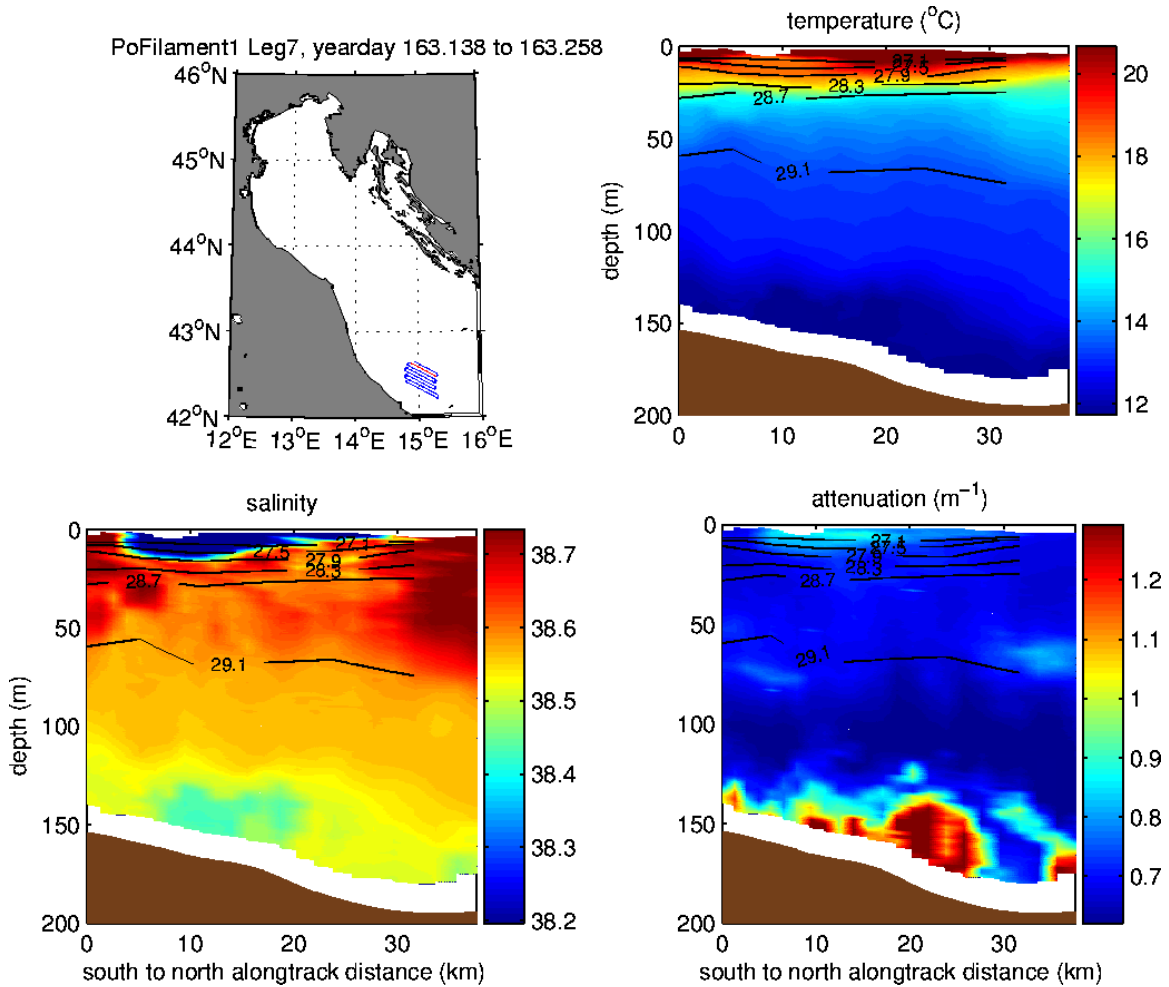 PoFilament1 Leg7, yearday 163.138 to 163.258
46°N
45°N
44°N
43°N
42°N
12°E 13°E 14°E 15°E 16°E
temperature (°C)
0
50
100
150
200
depth (m)
0 10 20 30
27.1
27.5
27.9
28.3
28.7
29.1
20
18
16
14
12
salinity
0
50
100
150
200
depth (m)
0 10 20 30
south to north alongtrack distance (km)
27.1
27.5
27.9
28.3
28.7
29.1
38.7
38.6
38.5
38.4
38.3
38.2
attenuation (m⁻¹)
0
50
100
150
200
0 10 20 30
south to north alongtrack distance (km)
27.1
27.5
28.3
28.7
29.1
1.2
1.1
1
0.9
0.8
0.7